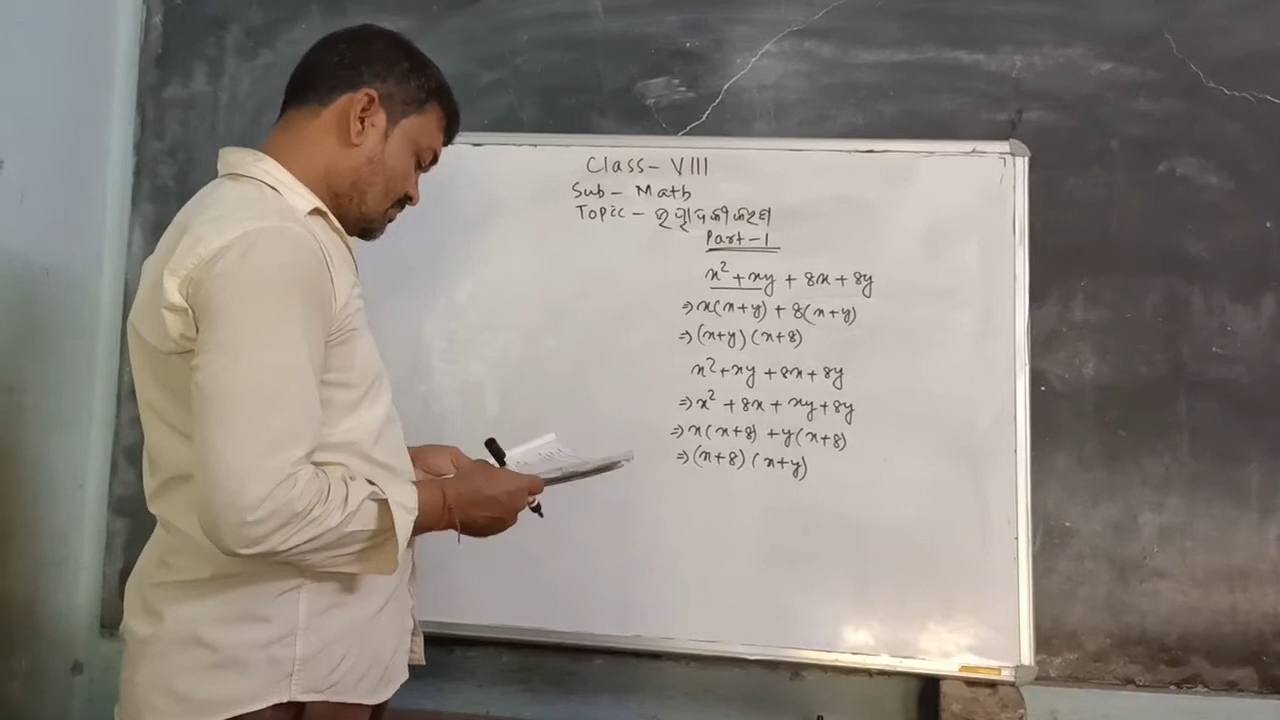 Class- VIII
Sub - Math
Topic -
Part-1
x² + xy + 8x + 8y
⇒ x(x+y) + 8(x+y)
⇒ (x+y) (x+8)
x² + xy + 8x + 8y
⇒ x² + 8x + xy + 8y
⇒ x(x+8) + y(x+8)
⇒ (x+8) (x+y)